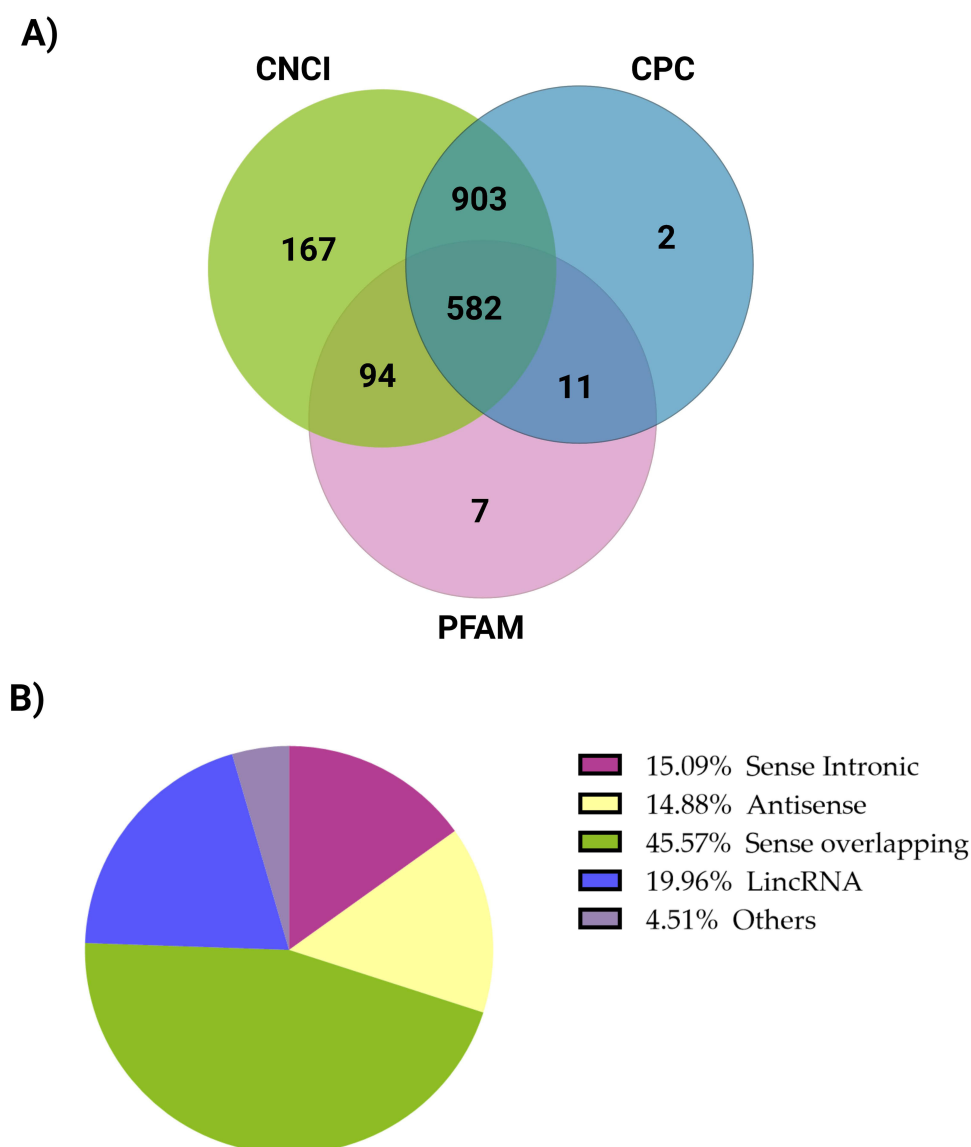 A)
CNCI
CPC
903
167
2
582
94
11
7
PFAM
B)
15.09% Sense Intronic
14.88% Antisense
45.57% Sense overlapping
19.96% LincRNA
4.51% Others